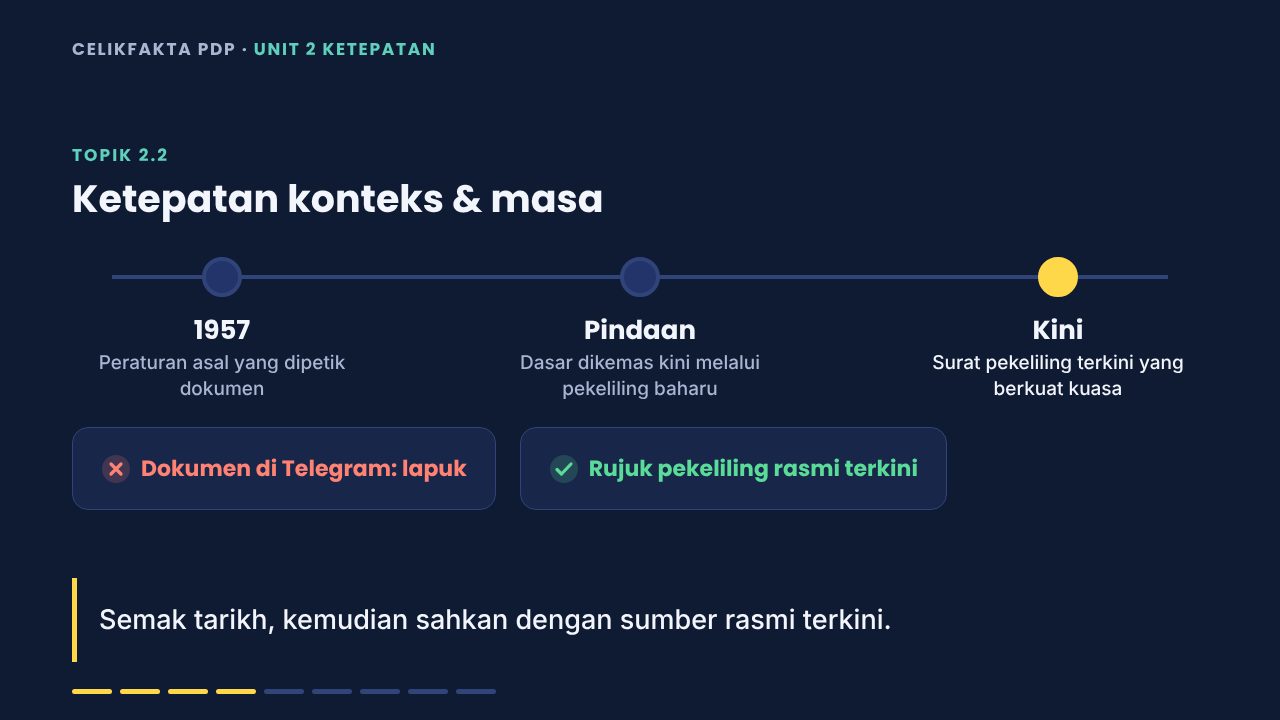 CELIKFAKTA PDP · UNIT 2 KETEPATAN
TOPIK 2.2
Ketepatan konteks & masa
1957
Peraturan asal yang dipetik
dokumen
Pindaan
Dasar dikemas kini melalui
pekeliling baharu
Kini
Surat pekeliling terkini yang
berkuat kuasa
Dokumen di Telegram: lapuk
Rujuk pekeliling rasmi terkini
Semak tarikh, kemudian sahkan dengan sumber rasmi terkini.